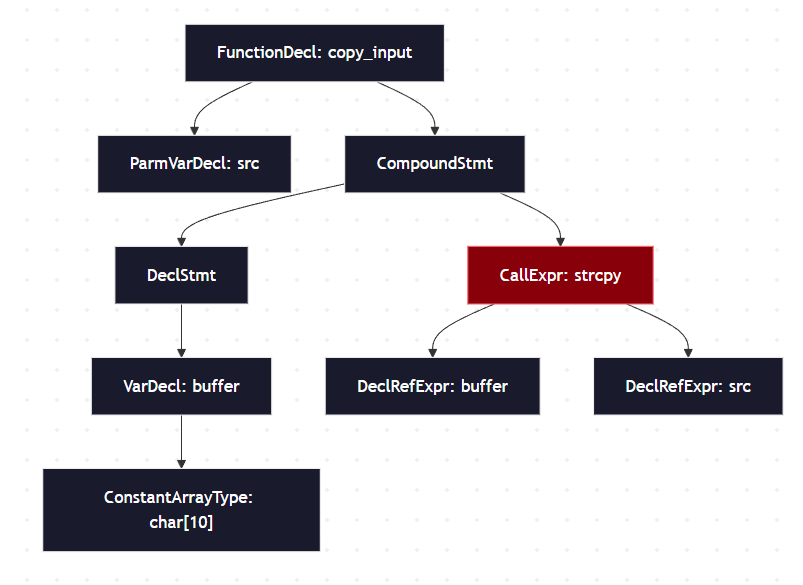 FunctionDecl: copy_input
ParmVarDecl: src
CompoundStmt
DeclStmt
CallExpr: strcpy
VarDecl: buffer
DeclRefExpr: buffer
DeclRefExpr: src
ConstantArrayType:
char[10]